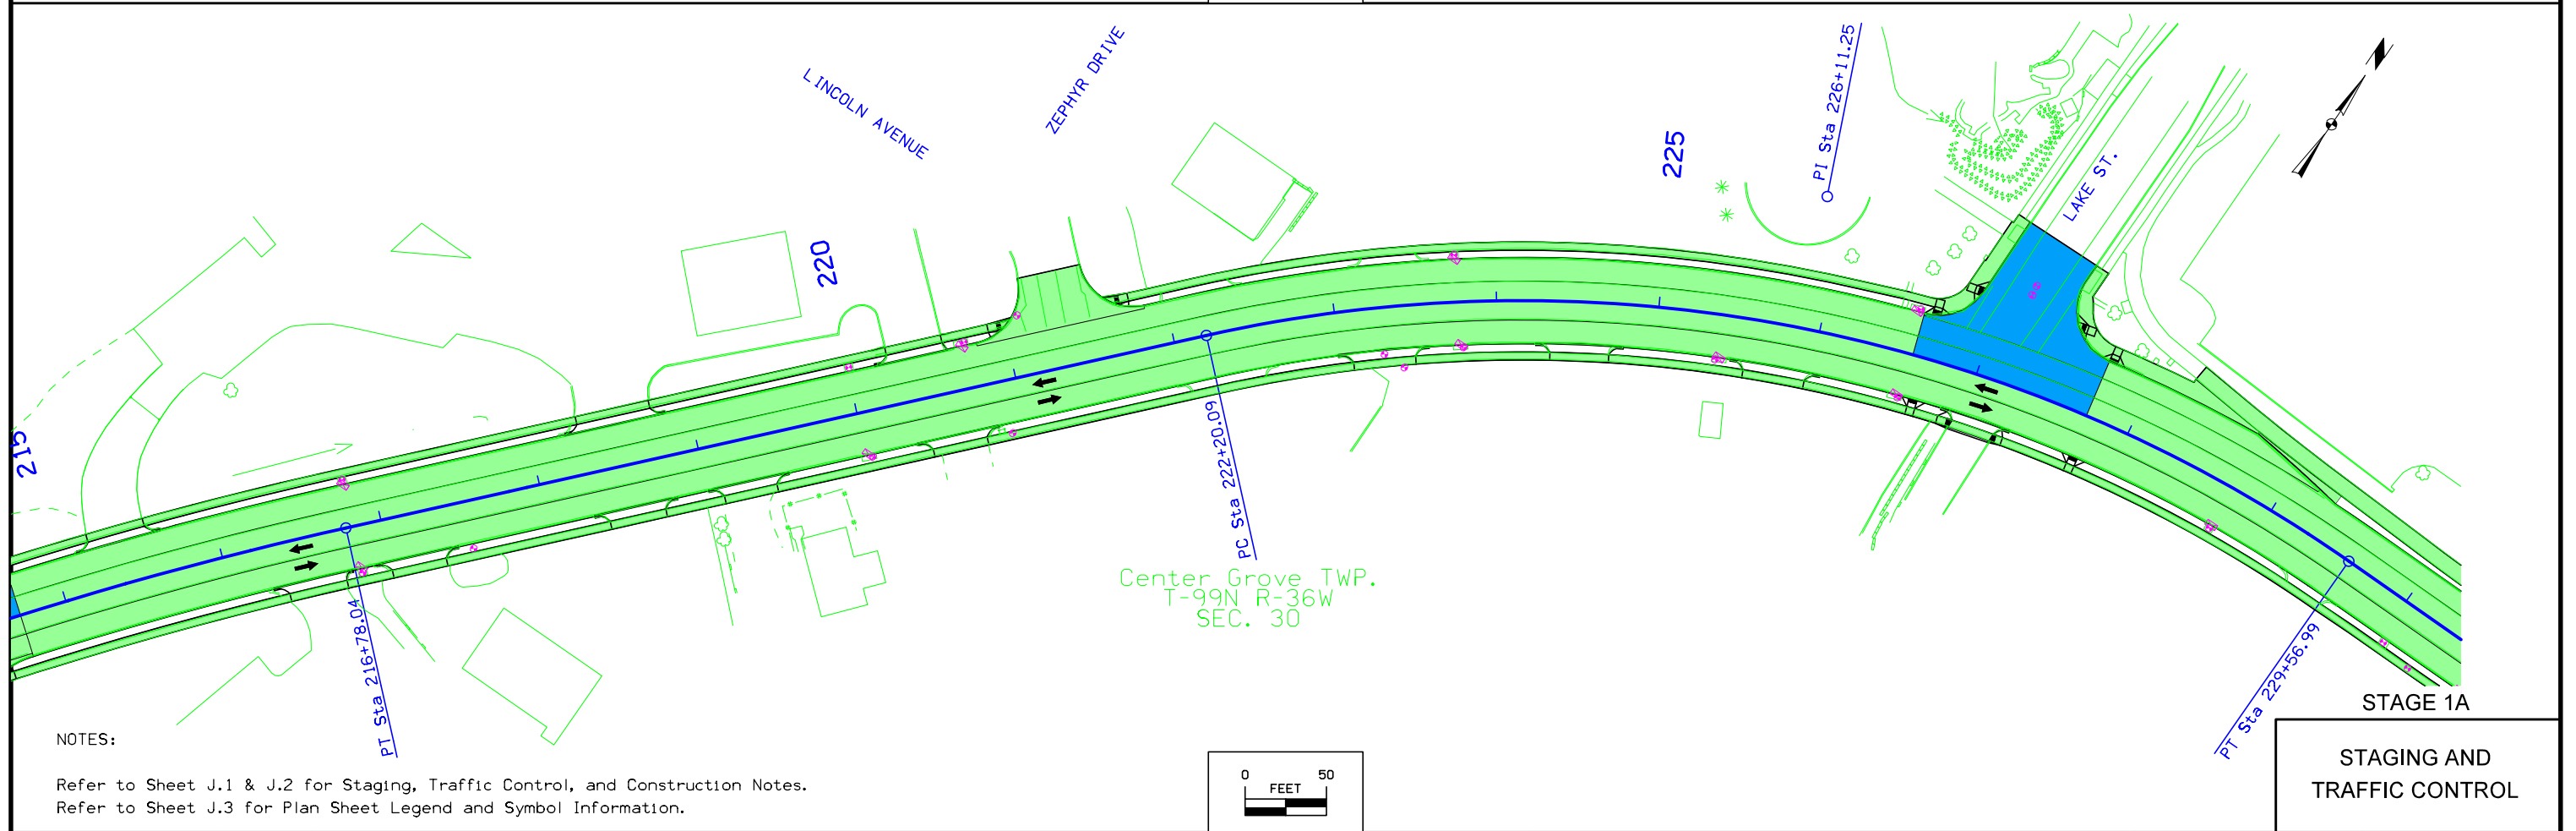 LINCOLN AVENUE
ZEPHYR DRIVE
225
PI Sta 226+11.25
LAKE ST.
220
215
PT Sta 216+78.04
PC Sta 222+20.09
Center Grove TWP.
T-99N R-36W
SEC. 30
PT Sta 229+56.99
STAGE 1A
NOTES:
Refer to Sheet J.1 & J.2 for Staging, Traffic Control, and Construction Notes.
Refer to Sheet J.3 for Plan Sheet Legend and Symbol Information.
0 50
FEET
STAGING AND
TRAFFIC CONTROL